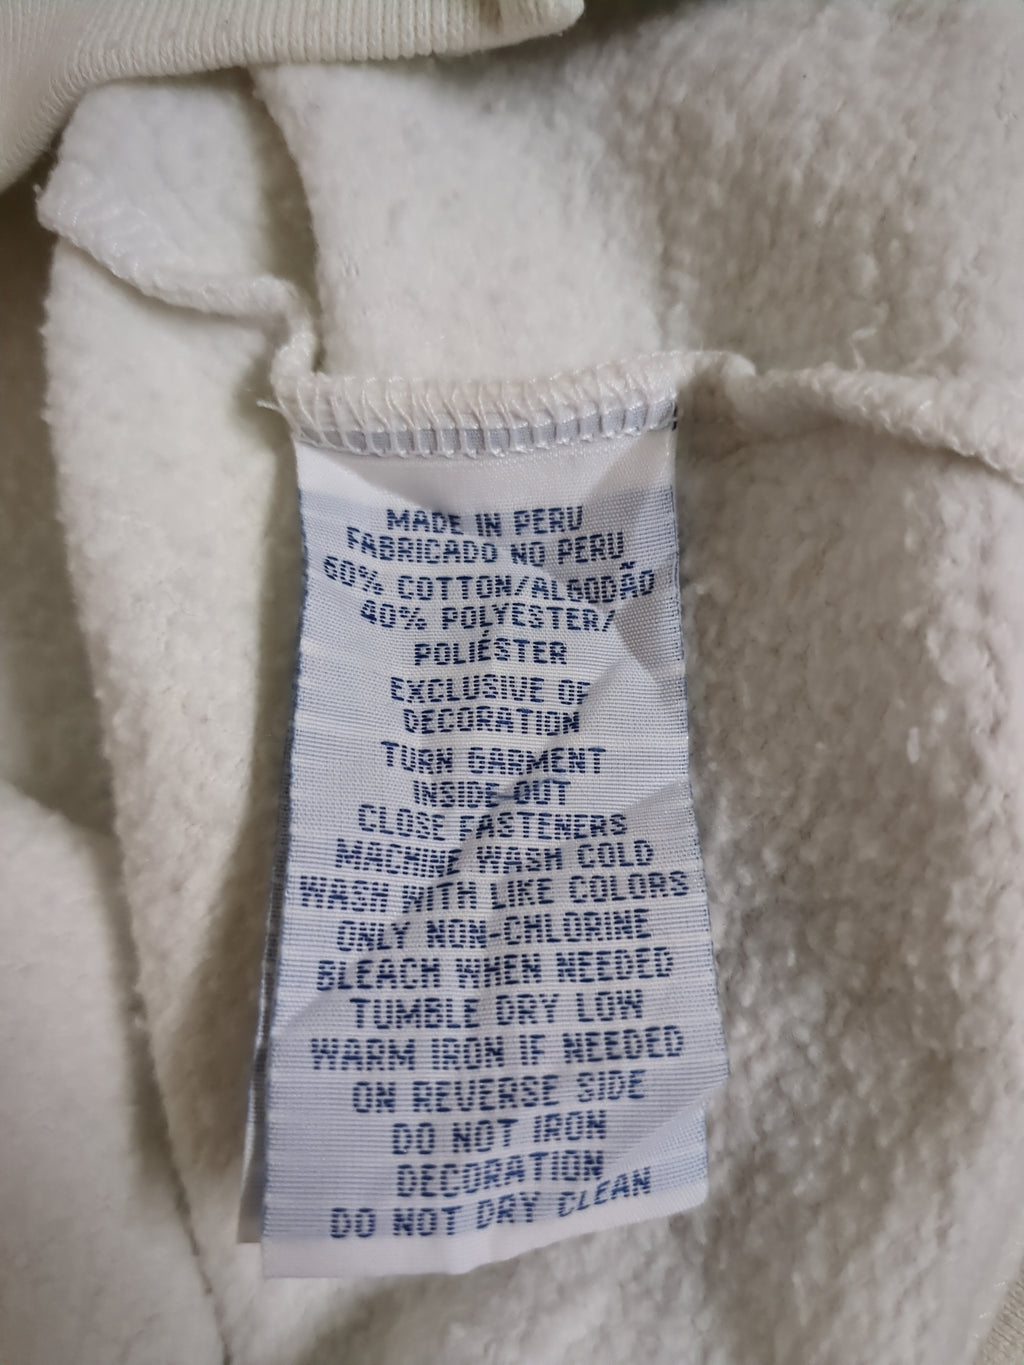 MADE IN PERU
FABRICADO NO PERU
60% COTTON/ALGODÃO
40% POLYESTER/
POLIÉSTER
EXCLUSIVE OF
DECORATION
TURN GARMENT
INSIDE OUT
CLOSE FASTENERS
MACHINE WASH COLD
WASH WITH LIKE COLORS
ONLY NON-CHLORINE
BLEACH WHEN NEEDED
TUMBLE DRY LOW
WARM IRON IF NEEDED
ON REVERSE SIDE
DO NOT IRON
DECORATION
DO NOT DRY CLEAN